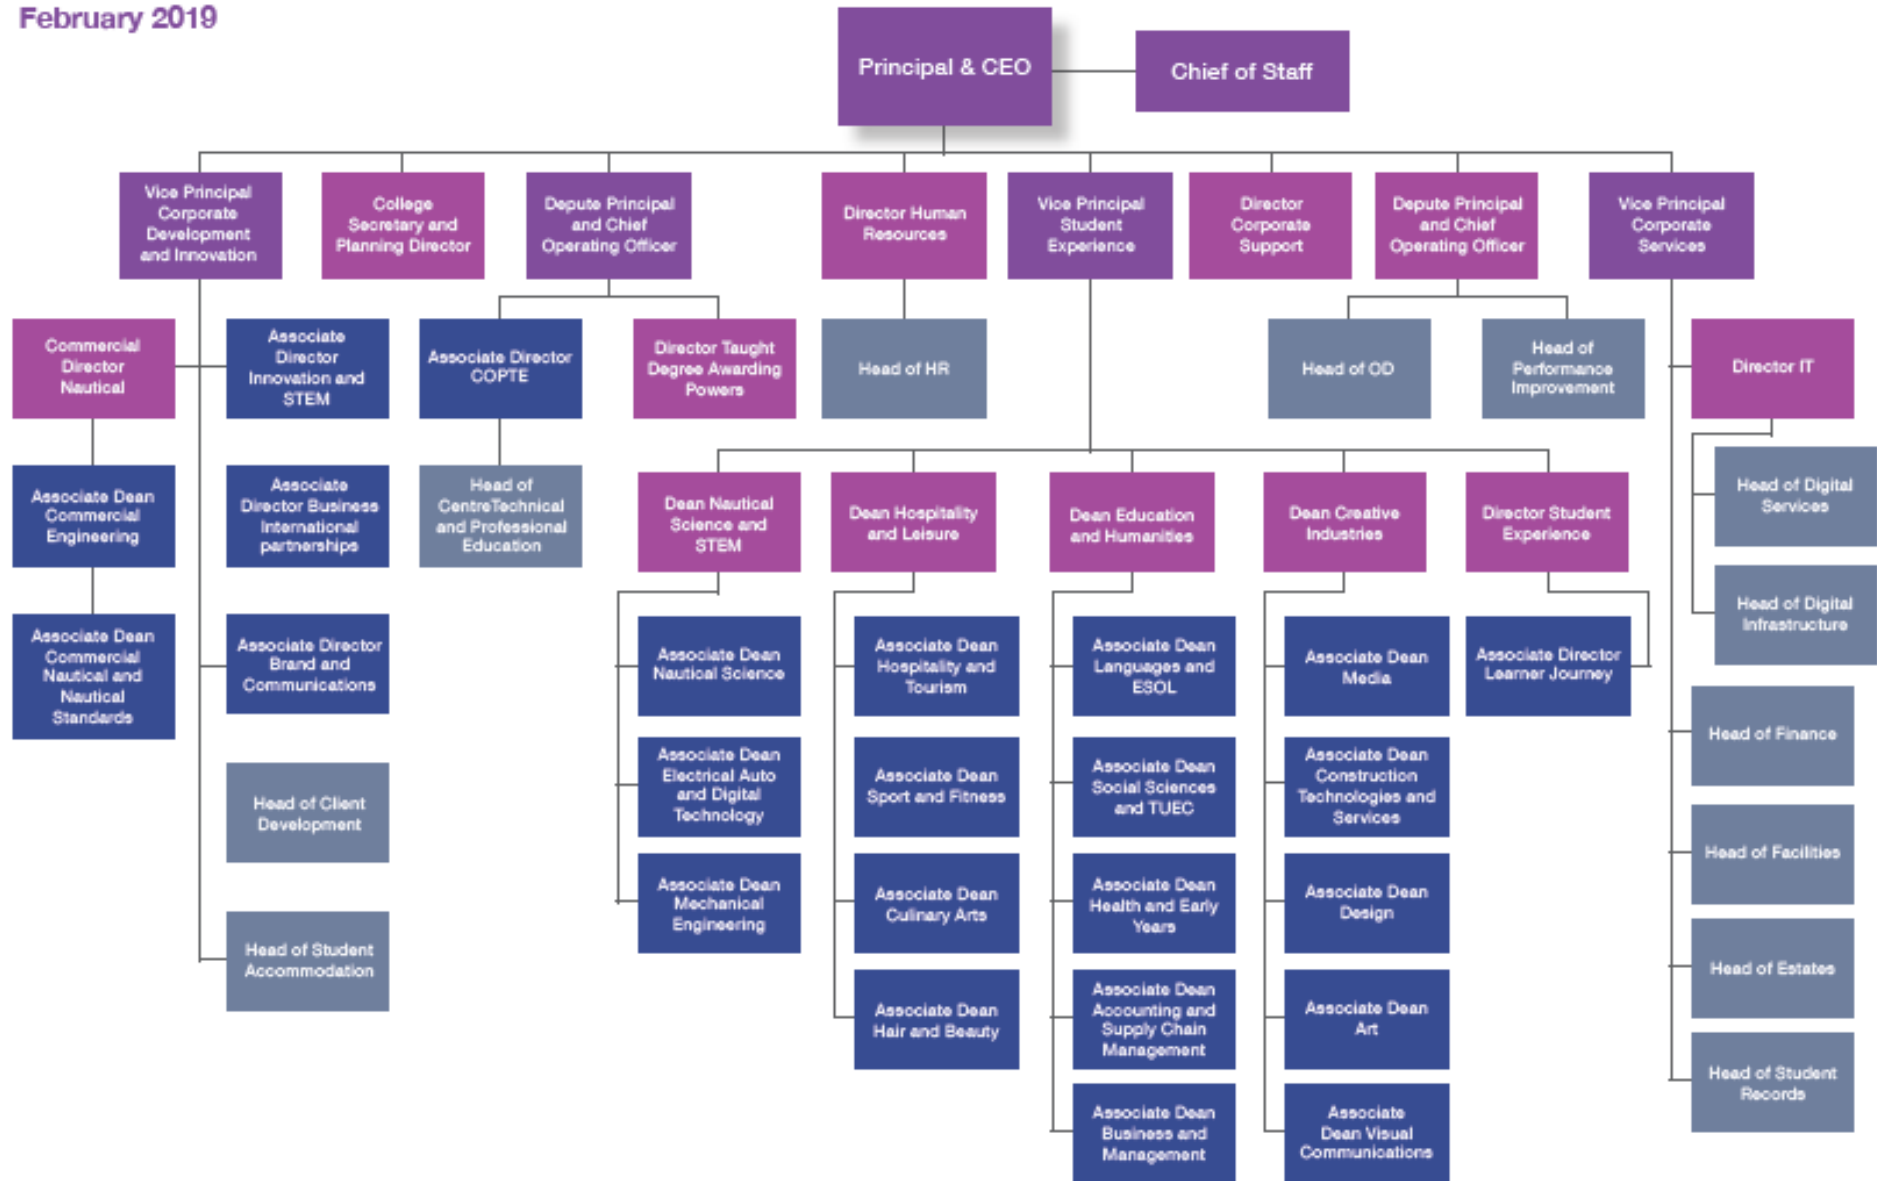 February 2019
Principal & CEO
Chief of Staff
Vice Principal
Corporate
Development
and Innovation
College
Secretary and
Planning Director
Depute Principal
and Chief
Operating Officer
Director Human
Resources
Vice Principal
Student
Experience
Director
Corporate
Support
Depute Principal
and Chief
Operating Officer
Vice Principal
Corporate
Services
Commercial
Director
Nautical
Associate
Director
Innovation and
STEM
Associate Director
COPTE
Director Taught
Degree Awarding
Powers
Head of HR
Head of OD
Head of
Performance
Improvement
Director IT
Associate Dean
Commercial
Engineering
Associate
Director Business
International
partnerships
Head of
CentreTechnical
and Professional
Education
Dean Nautical
Science and
STEM
Dean Hospitality
and Leisure
Dean Education
and Humanities
Dean Creative
Industries
Director Student
Experience
Head of Digital
Services
Head of Digital
Infrastructure
Associate Dean
Commercial
Nautical and
Nautical
Standards
Associate Director
Brand and
Communications
Associate Dean
Nautical Science
Associate Dean
Hospitality and
Tourism
Associate Dean
Languages and
ESOL
Associate Dean
Media
Associate Director
Learner Journey
Head of Finance
Head of Client
Development
Associate Dean
Electrical Auto
and Digital
Technology
Associate Dean
Sport and Fitness
Associate Dean
Social Sciences
and TUEC
Associate Dean
Construction
Technologies and
Services
Head of Facilities
Head of Student
Accommodation
Associate Dean
Mechanical
Engineering
Associate Dean
Culinary Arts
Associate Dean
Health and Early
Years
Associate Dean
Design
Head of Estates
Associate Dean
Hair and Beauty
Associate Dean
Accounting and
Supply Chain
Management
Associate Dean
Art
Head of Student
Records
Associate Dean
Business and
Management
Associate
Dean Visual
Communications